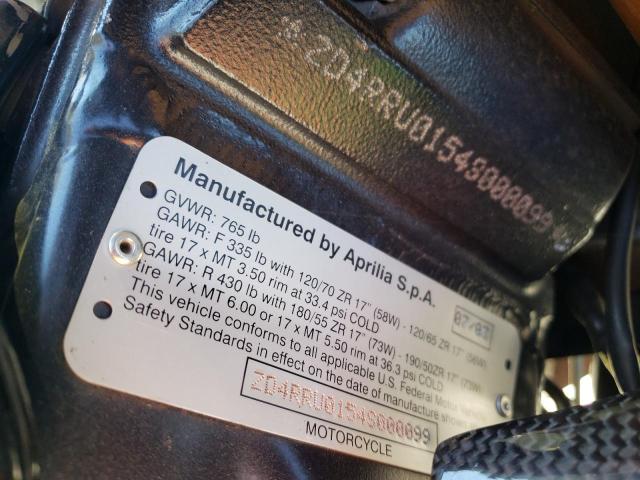 * ZD4RRU0154S000099 *
Manufactured by Aprilia S.p.A.
GVWR: 765 lb 07/03
GAWR: F 335 lb with 120/70 ZR 17" (58W) - 120/65 ZR 17" (56W)
tire 17 x MT 3.50 rim at 33.4 psi COLD
GAWR: R 430 lb with 180/55 ZR 17" (73W) - 190/50ZR 17" (73W)
tire 17 x MT 6.00 or 17 x MT 5.50 rim at 36.3 psi COLD
This vehicle conforms to all applicable U.S. Federal Motor Vehicle
Safety Standards in effect on the date of manufacture shown
ZD4RRU0154S000099
MOTORCYCLE